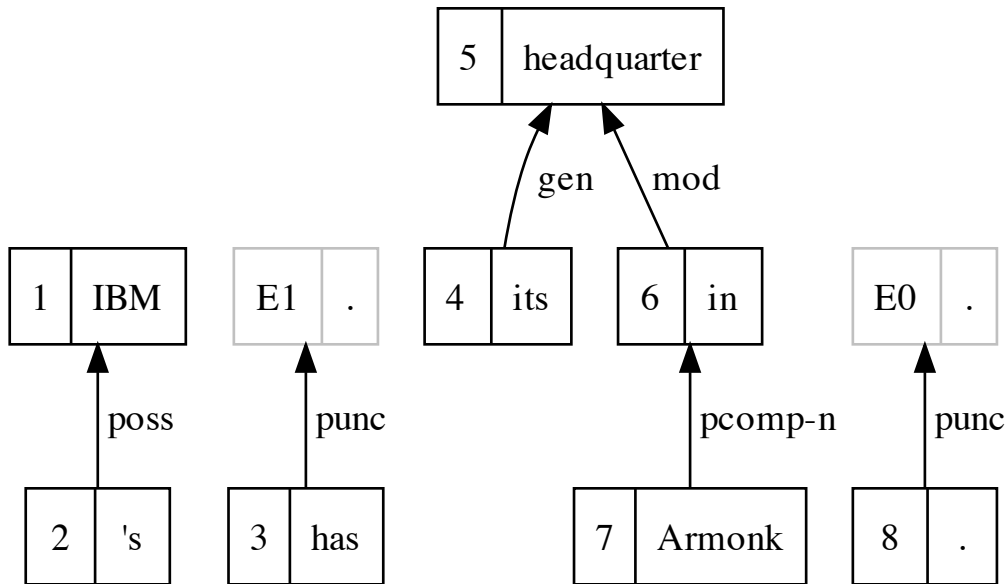 5 headquarter
gen mod
1 IBM E1 . 4 its 6 in E0 .
poss punc pcomp-n punc
2 's 3 has 7 Armonk 8 .